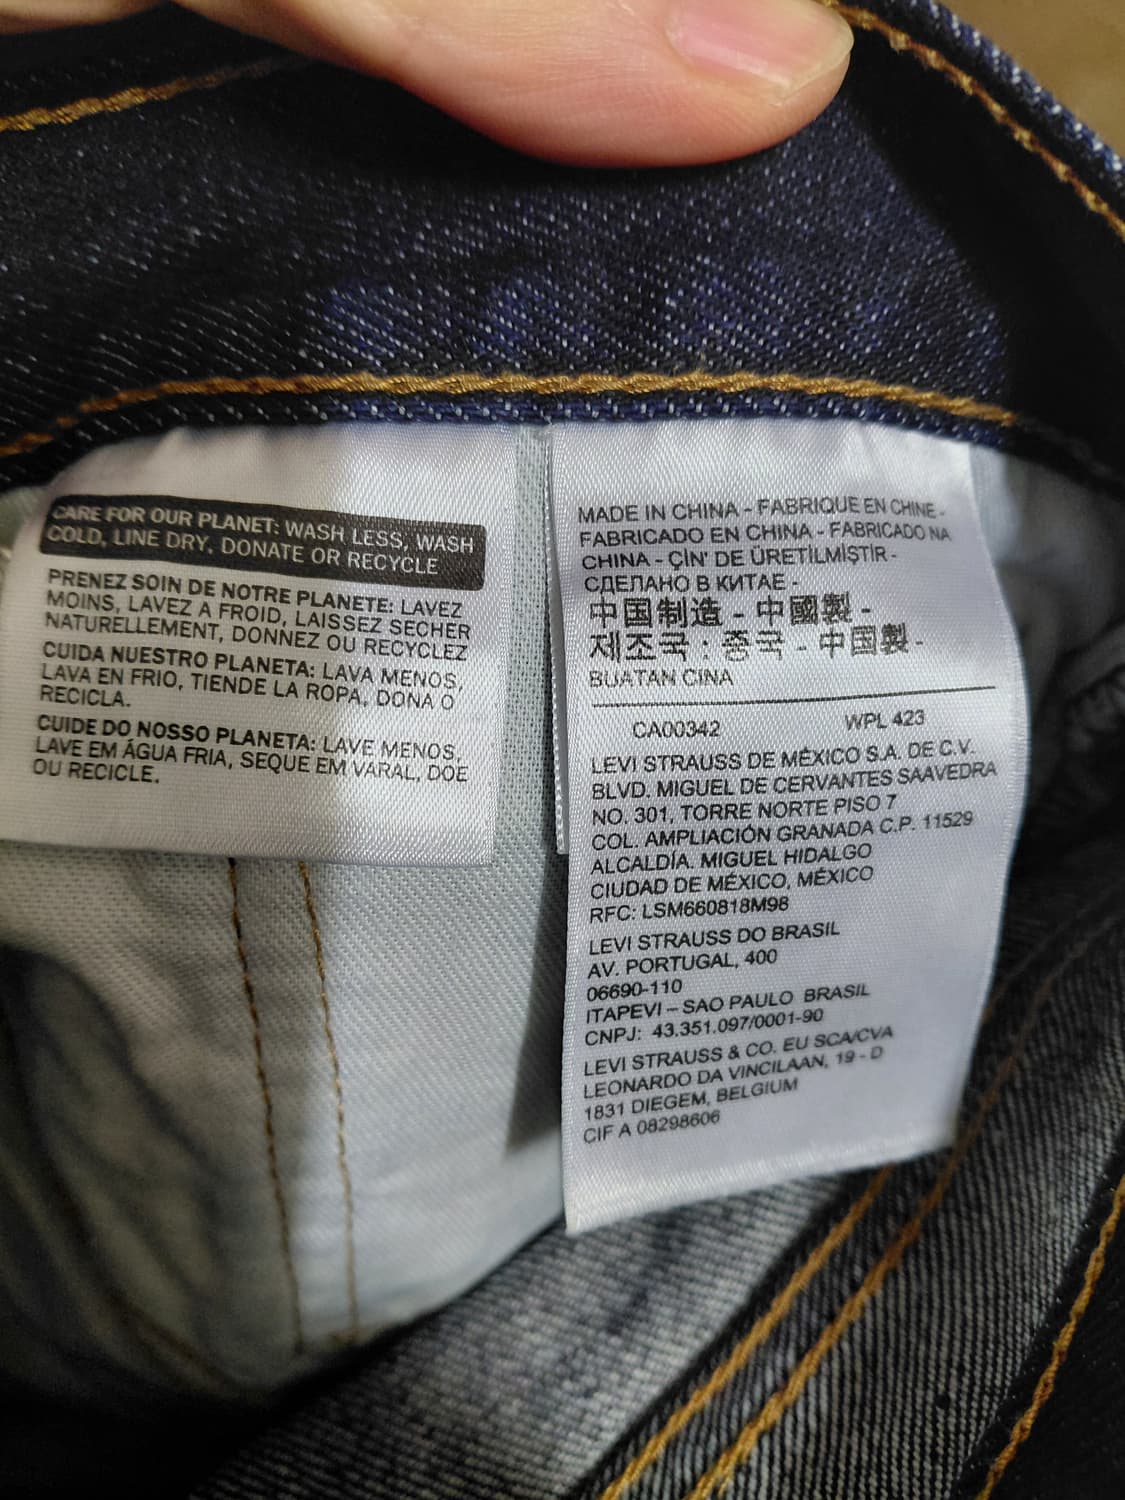 CARE FOR OUR PLANET: WASH LESS, WASH
COLD, LINE DRY, DONATE OR RECYCLE
PRENEZ SOIN DE NOTRE PLANETE: LAVEZ
MOINS, LAVEZ A FROID, LAISSEZ SECHER
NATURELLEMENT, DONNEZ OU RECYCLEZ
CUIDA NUESTRO PLANETA: LAVA MENOS,
LAVA EN FRIO, TIENDE LA ROPA, DONA O
RECICLA.
CUIDE DO NOSSO PLANETA: LAVE MENOS,
LAVE EM ÁGUA FRIA, SEQUE EM VARAL, DOE
OU RECICLE.
MADE IN CHINA - FABRIQUE EN CHINE -
FABRICADO EN CHINA - FABRICADO NA
CHINA - ÇİN' DE ÜRETİLMİŞTİR -
СДЕЛАНО В КИТАЕ -
中国制造 - 中國製 -
제조국 : 중국 - 中国製 -
BUATAN CINA
CA00342 WPL 423
LEVI STRAUSS DE MÉXICO S.A. DE C.V.
BLVD. MIGUEL DE CERVANTES SAAVEDRA
NO. 301, TORRE NORTE PISO 7
COL. AMPLIACIÓN GRANADA C.P. 11529
ALCALDÍA. MIGUEL HIDALGO
CIUDAD DE MÉXICO, MÉXICO
RFC: LSM660818M98
LEVI STRAUSS DO BRASIL
AV. PORTUGAL, 400
06690-110
ITAPEVI – SAO PAULO BRASIL
CNPJ: 43.351.097/0001-90
LEVI STRAUSS & CO. EU SCA/CVA
LEONARDO DA VINCILAAN, 19 - D
1831 DIEGEM, BELGIUM
CIF A 08298606